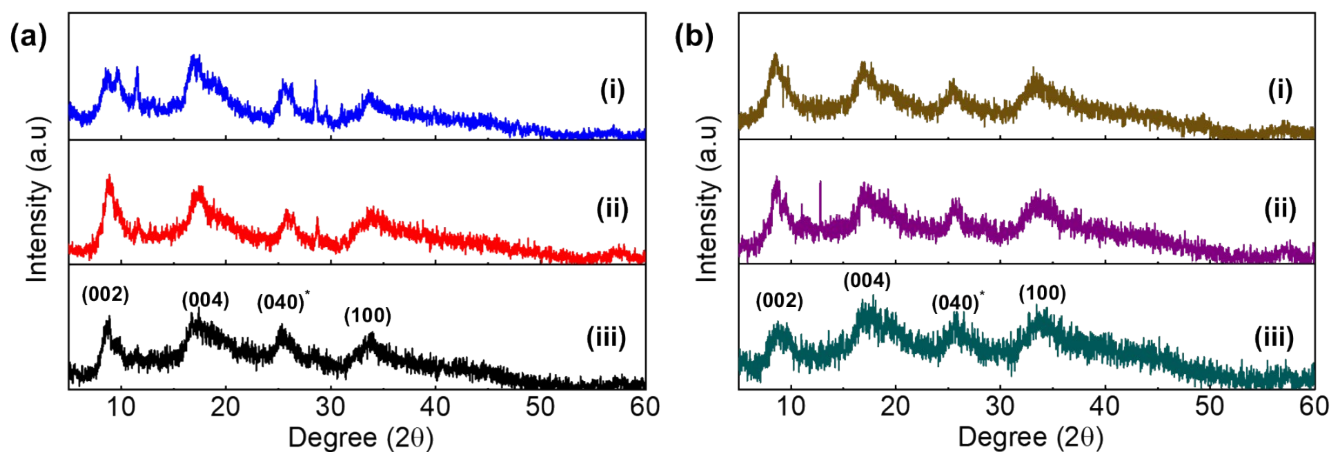 (a)
Intensity (a.u)
(i)
(ii)
(002)
(004)
(040)*
(100)
(iii)
10 20 30 40 50 60
Degree (2θ)
(b)
Intensity (a.u)
(i)
(ii)
(002)
(004)
(040)*
(100)
(iii)
10 20 30 40 50 60
Degree (2θ)